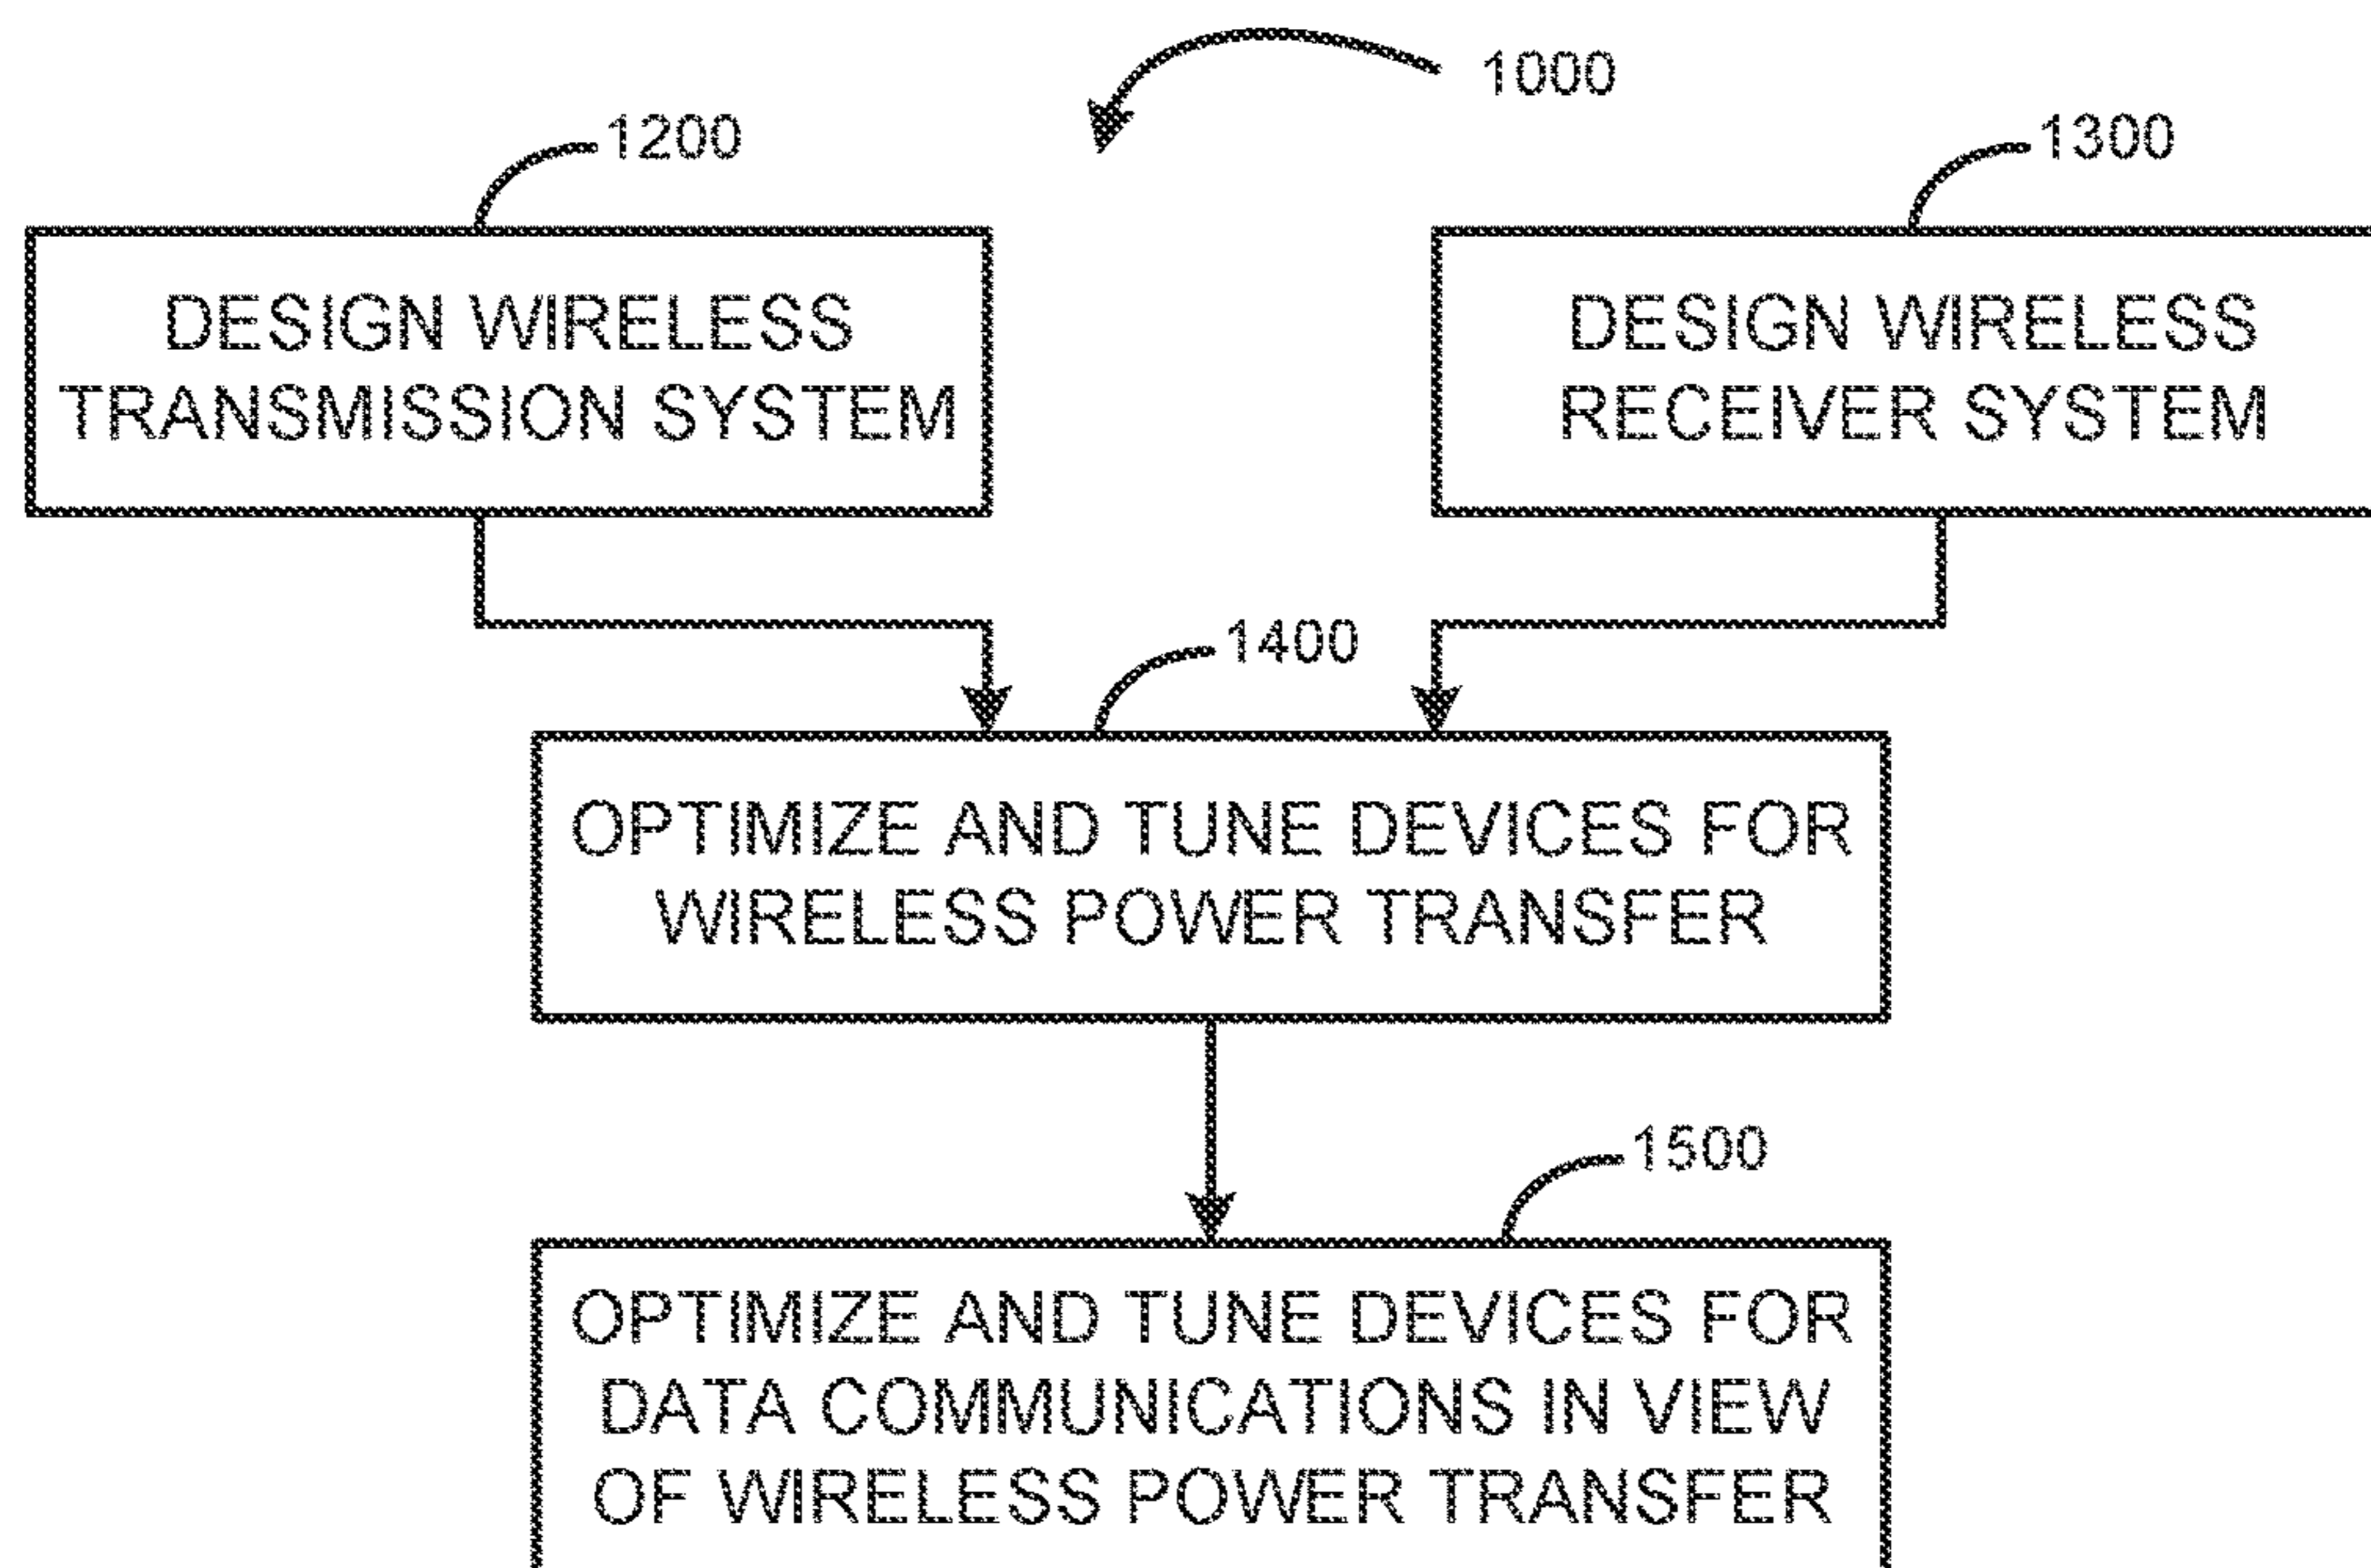 1000
1200
1300
DESIGN WIRELESS
TRANSMISSION SYSTEM
DESIGN WIRELESS
RECEIVER SYSTEM
1400
OPTIMIZE AND TUNE DEVICES FOR
WIRELESS POWER TRANSFER
1500
OPTIMIZE AND TUNE DEVICES FOR
DATA COMMUNICATIONS IN VIEW
OF WIRELESS POWER TRANSFER